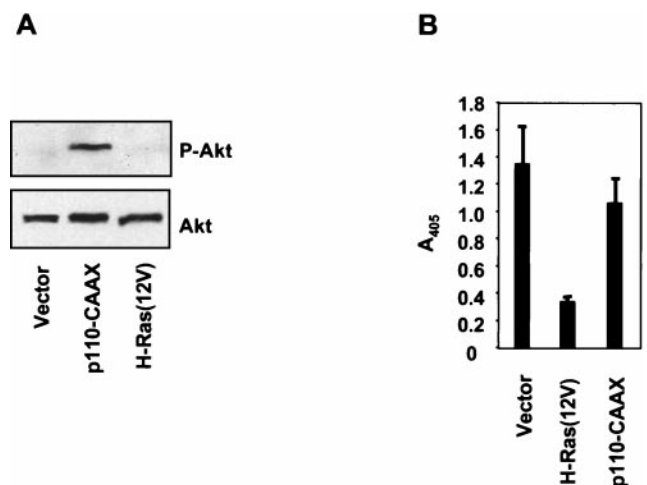 A
P-Akt
Akt
Vector
p110-CAAX
H-Ras(12V)
B
A405
1.8
1.6
1.4
1.2
1.0
0.8
0.6
0.4
0.2
0
Vector
H-Ras(12V)
p110-CAAX